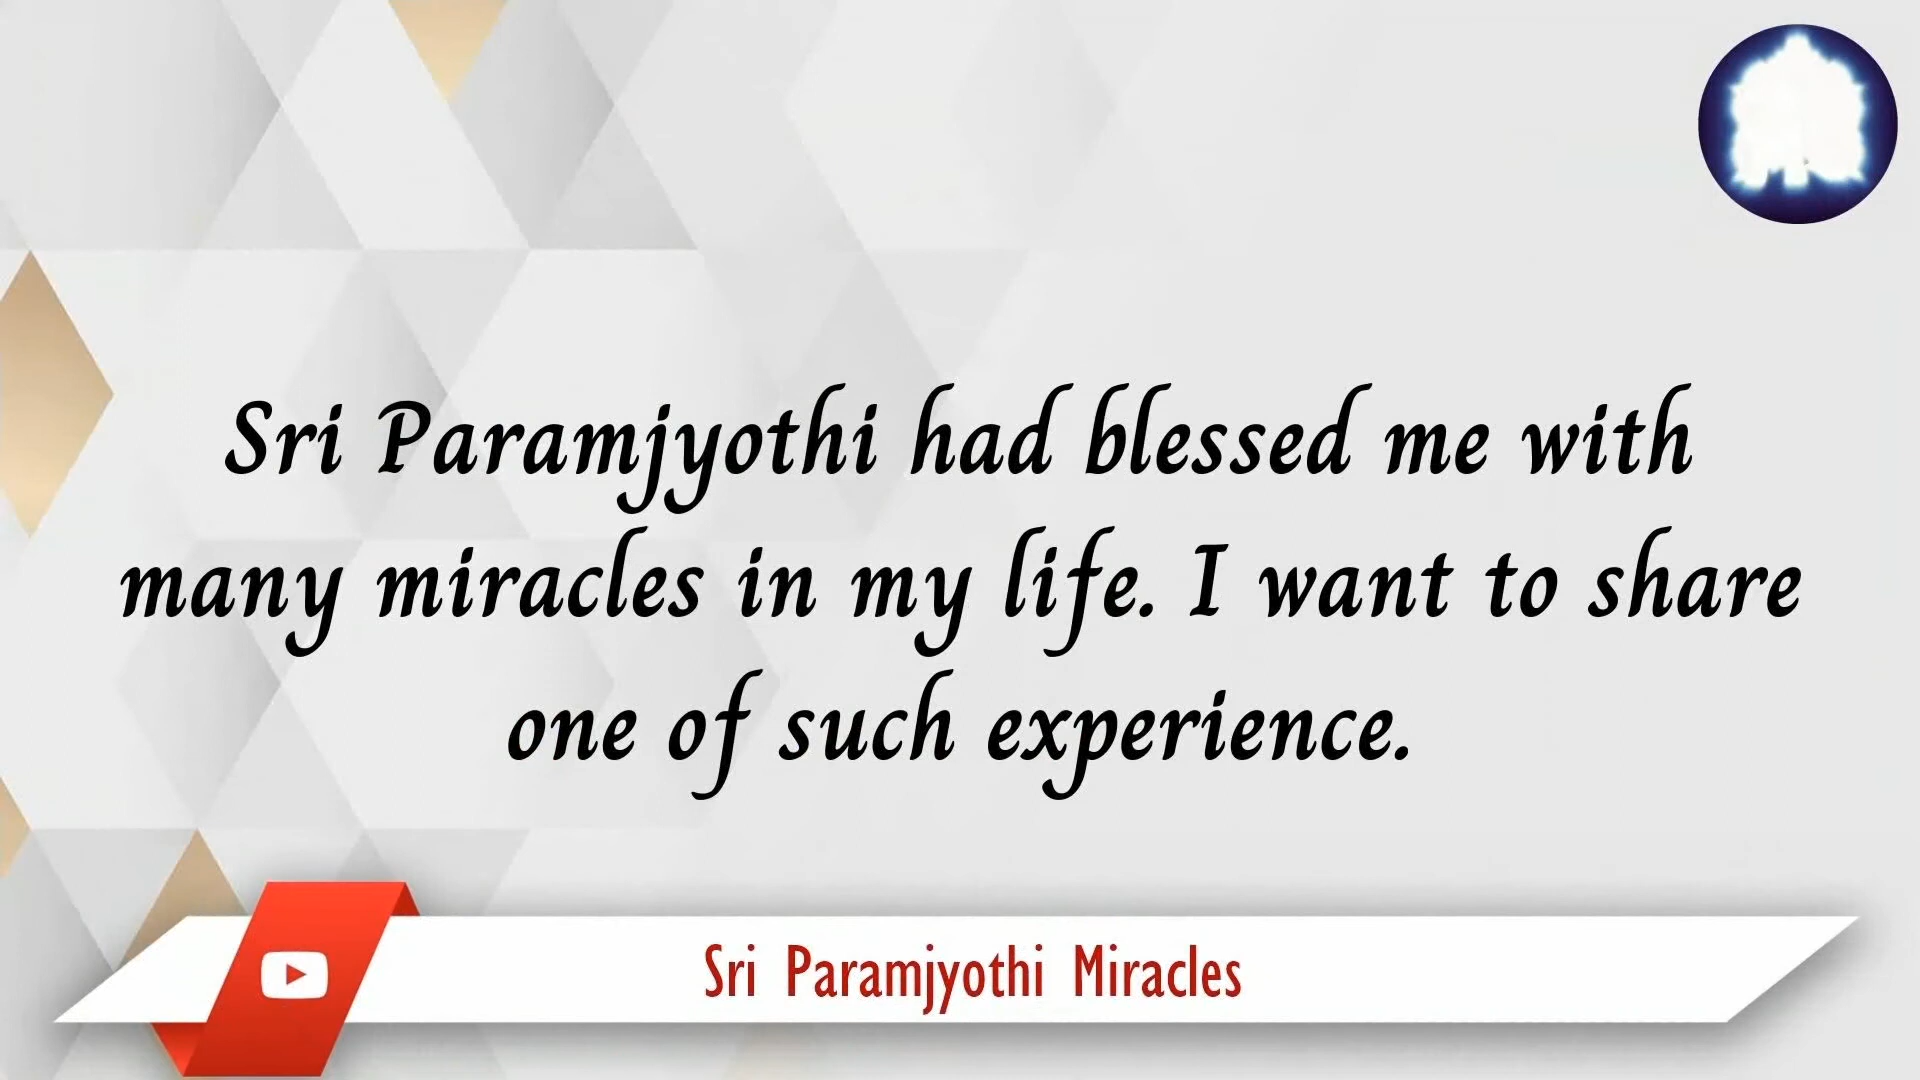 Sri Paramjyothi had blessed me with
many miracles in my life. I want to share
one of such experience.
Sri Paramjyothi Miracles